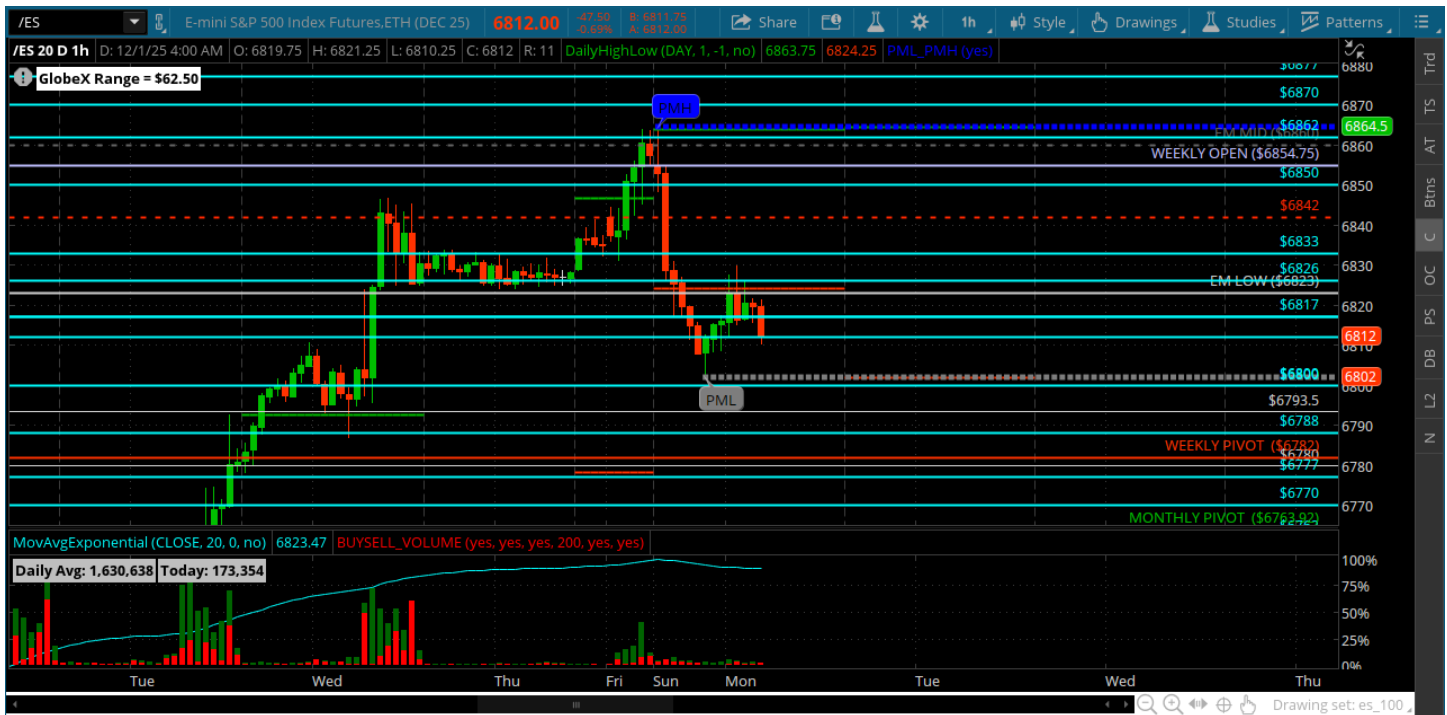 /ES E-mini S&P 500 Index Futures,ETH (DEC 25) 6812.00 -47.50 -0.69% B: 6811.75 A: 6812.00 Share 1h Style Drawings Studies Patterns
/ES 20 D 1h D: 12/1/25 4:00 AM O: 6819.75 H: 6821.25 L: 6810.25 C: 6812 R: 11 DailyHighLow (DAY, 1, -1, no) 6863.75 6824.25 PML_PMH (yes)
GlobeX Range = $62.50
$6877
6880
$6870
6870
PMH
$6862
6864.5
EM MID ($6860)
6860
WEEKLY OPEN ($6854.75)
$6850
6850
$6842
6840
$6833
6830
$6826
EM LOW ($6823)
6820
$6817
6812
6810
$6800
6802
6800
PML
$6793.5
$6788
6790
WEEKLY PIVOT ($6782)
$6780
6780
$6777
$6770
6770
MONTHLY PIVOT ($6763.92)
MovAvgExponential (CLOSE, 20, 0, no) 6823.47 BUYSELL_VOLUME (yes, yes, yes, 200, yes, yes)
Daily Avg: 1,630,638 Today: 173,354
100%
75%
50%
25%
0%
Tue Wed Thu Fri Sun Mon Tue Wed Thu
Drawing set: es_100
Trd
TS
AT
Btns
C
OC
PS
DB
L2
N